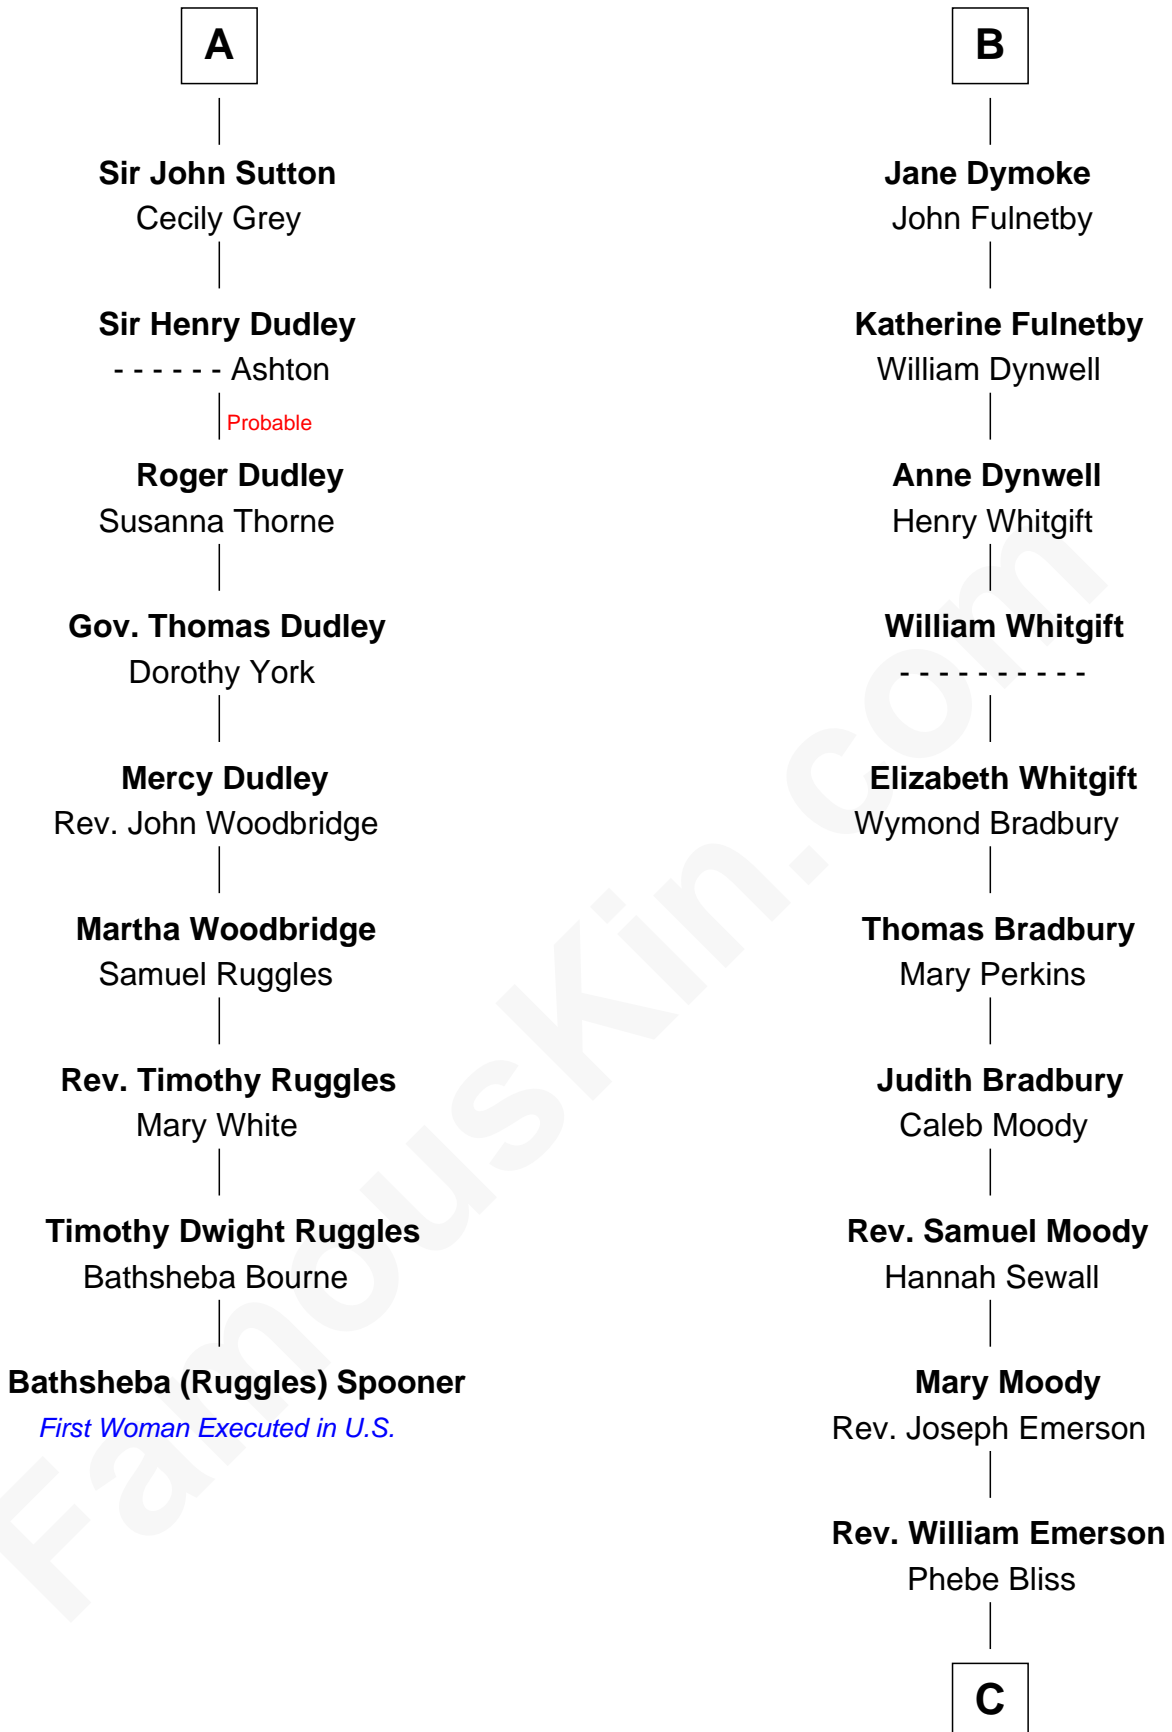 A
Sir John Sutton
Cecily Grey
Sir Henry Dudley
- - - - - - Ashton
Probable
Roger Dudley
Susanna Thorne
Gov. Thomas Dudley
Dorothy York
Mercy Dudley
Rev. John Woodbridge
Martha Woodbridge
Samuel Ruggles
Rev. Timothy Ruggles
Mary White
Timothy Dwight Ruggles
Bathsheba Bourne
Bathsheba (Ruggles) Spooner
First Woman Executed in U.S.
B
Jane Dymoke
John Fulnetby
Katherine Fulnetby
William Dynwell
Anne Dynwell
Henry Whitgift
William Whitgift
- - - - - - - - - -
Elizabeth Whitgift
Wymond Bradbury
Thomas Bradbury
Mary Perkins
Judith Bradbury
Caleb Moody
Rev. Samuel Moody
Hannah Sewall
Mary Moody
Rev. Joseph Emerson
Rev. William Emerson
Phebe Bliss
C
FamousKin.com